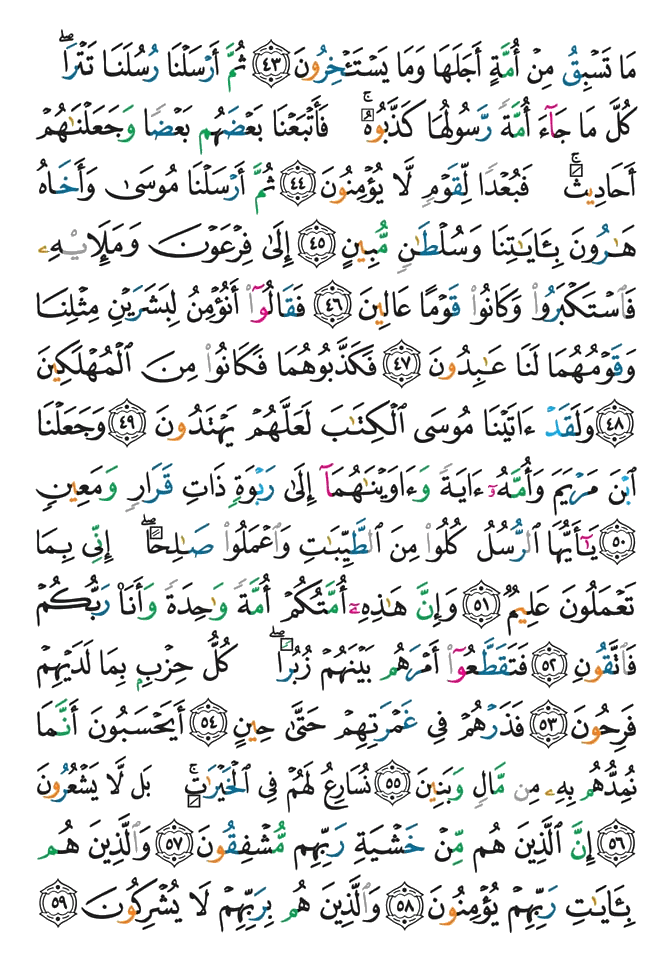 مَا تَسۡبِقُ مِنۡ أُمَّةٍ أَجَلَهَا وَمَا يَسۡتَـٔۡخِرُونَ ٤٣ ثُمَّ أَرۡسَلۡنَا رُسُلَنَا تَتۡرَاۖ
كُلَّ مَا جَآءَ أُمَّةٗ رَّسُولُهَا كَذَّبُوهُۚ فَأَتۡبَعۡنَا بَعۡضَهُم بَعۡضٗا وَجَعَلۡنَٰهُمۡ
أَحَادِيثَۚ فَبُعۡدٗا لِّقَوۡمٖ لَّا يُؤۡمِنُونَ ٤٤ ثُمَّ أَرۡسَلۡنَا مُوسَىٰ وَأَخَاهُ
هَٰرُونَ بِـَٔايَٰتِنَا وَسُلۡطَٰنٖ مُّبِينٍ ٤٥ إِلَىٰ فِرۡعَوۡنَ وَمَلَإِيْهِۦ
فَٱسۡتَكۡبَرُواْ وَكَانُواْ قَوۡمًا عَالِينَ ٤٦ فَقَالُوٓاْ أَنُؤۡمِنُ لِبَشَرَيۡنِ مِثۡلِنَا
وَقَوۡمُهُمَا لَنَا عَٰبِدُونَ ٤٧ فَكَذَّبُوهُمَا فَكَانُواْ مِنَ ٱلۡمُهۡلَكِينَ
٤٨ وَلَقَدۡ ءَاتَيۡنَا مُوسَى ٱلۡكِتَٰبَ لَعَلَّهُمۡ يَهۡتَدُونَ ٤٩ وَجَعَلۡنَا
ٱبۡنَ مَرۡيَمَ وَأُمَّهُۥٓ ءَايَةٗ وَءَاوَيۡنَٰهُمَآ إِلَىٰ رَبۡوَةٖ ذَاتِ قَرَارٖ وَمَعِينٖ
٥٠ يَٰٓأَيُّهَا ٱلرُّسُلُ كُلُواْ مِنَ ٱلطَّيِّبَٰتِ وَٱعۡمَلُواْ صَٰلِحًاۖ إِنِّي بِمَا
تَعۡمَلُونَ عَلِيمٞ ٥١ وَإِنَّ هَٰذِهِۦٓ أُمَّتُكُمۡ أُمَّةٗ وَٰحِدَةٗ وَأَنَا۠ رَبُّكُمۡ
فَٱتَّقُونِ ٥٢ فَتَقَطَّعُوٓاْ أَمۡرَهُم بَيۡنَهُمۡ زُبُرٗاۖ كُلُّ حِزۡبِۭ بِمَا لَدَيۡهِمۡ
فَرِحُونَ ٥٣ فَذَرۡهُمۡ فِي غَمۡرَتِهِمۡ حَتَّىٰ حِينٍ ٥٤ أَيَحۡسَبُونَ أَنَّمَا
نُمِدُّهُم بِهِۦ مِن مَّالٖ وَبَنِينَ ٥٥ نُسَارِعُ لَهُمۡ فِي ٱلۡخَيۡرَٰتِۚ بَل لَّا يَشۡعُرُونَ
٥٦ إِنَّ ٱلَّذِينَ هُم مِّنۡ خَشۡيَةِ رَبِّهِم مُّشۡفِقُونَ ٥٧ وَٱلَّذِينَ هُم
بِـَٔايَٰتِ رَبِّهِمۡ يُؤۡمِنُونَ ٥٨ وَٱلَّذِينَ هُم بِرَبِّهِمۡ لَا يُشۡرِكُونَ ٥٩